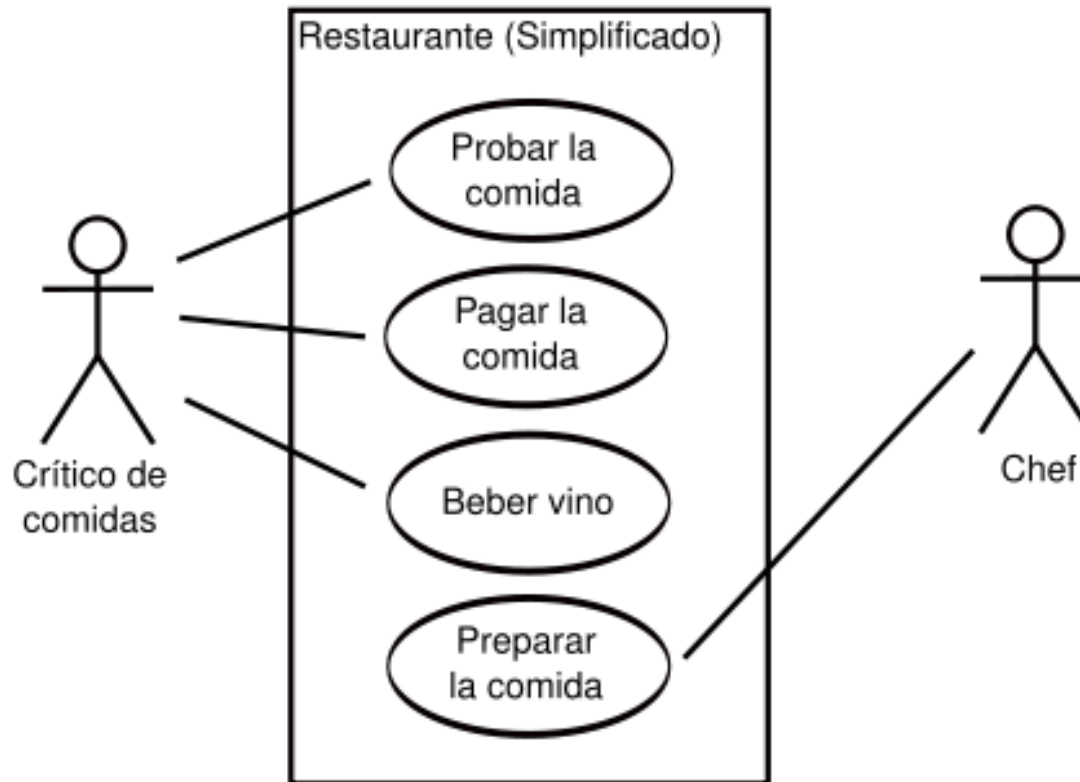 Restaurante (Simplificado)
Probar la
comida
Pagar la
comida
Beber vino
Preparar
la comida
Crítico de
comidas
Chef